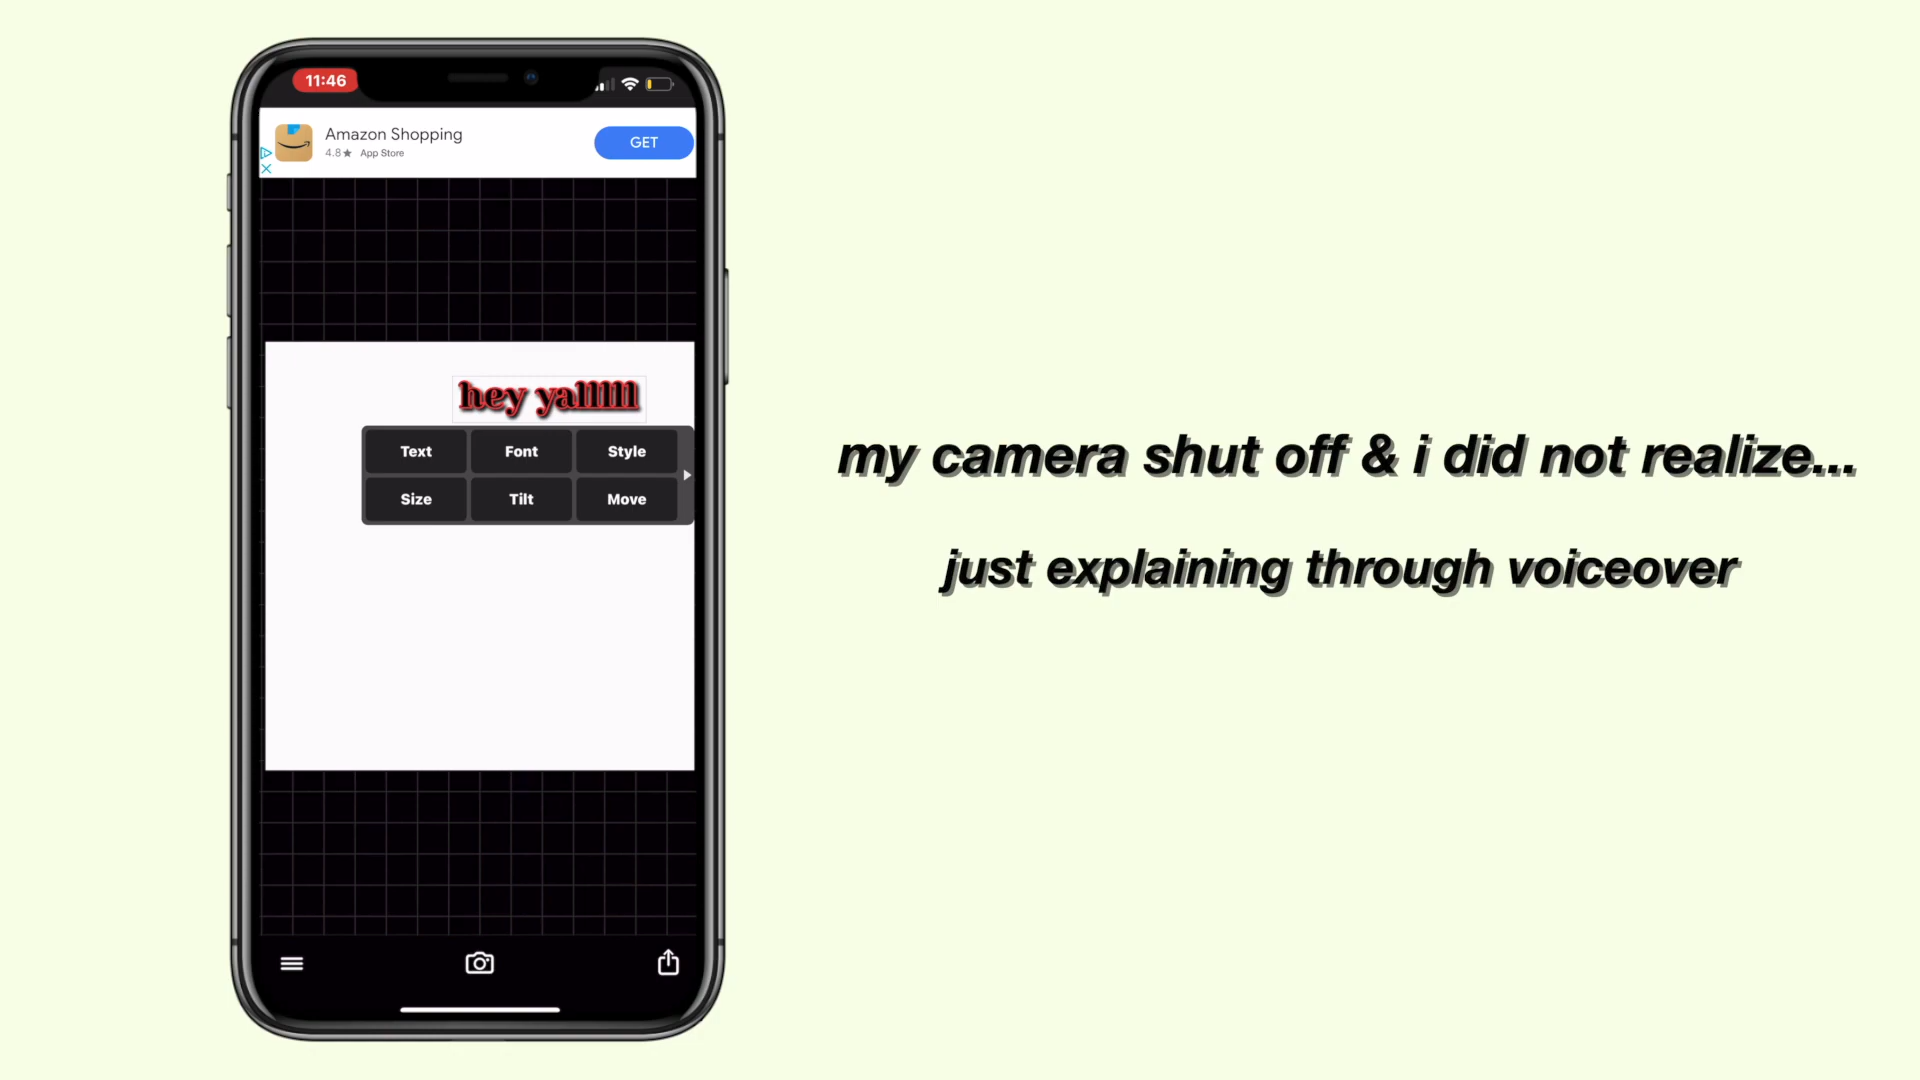 11:46
Amazon Shopping
4.8★ App Store
GET
hey yalllll
Text Font Style
Size Tilt Move
my camera shut off & i did not realize...
just explaining through voiceover